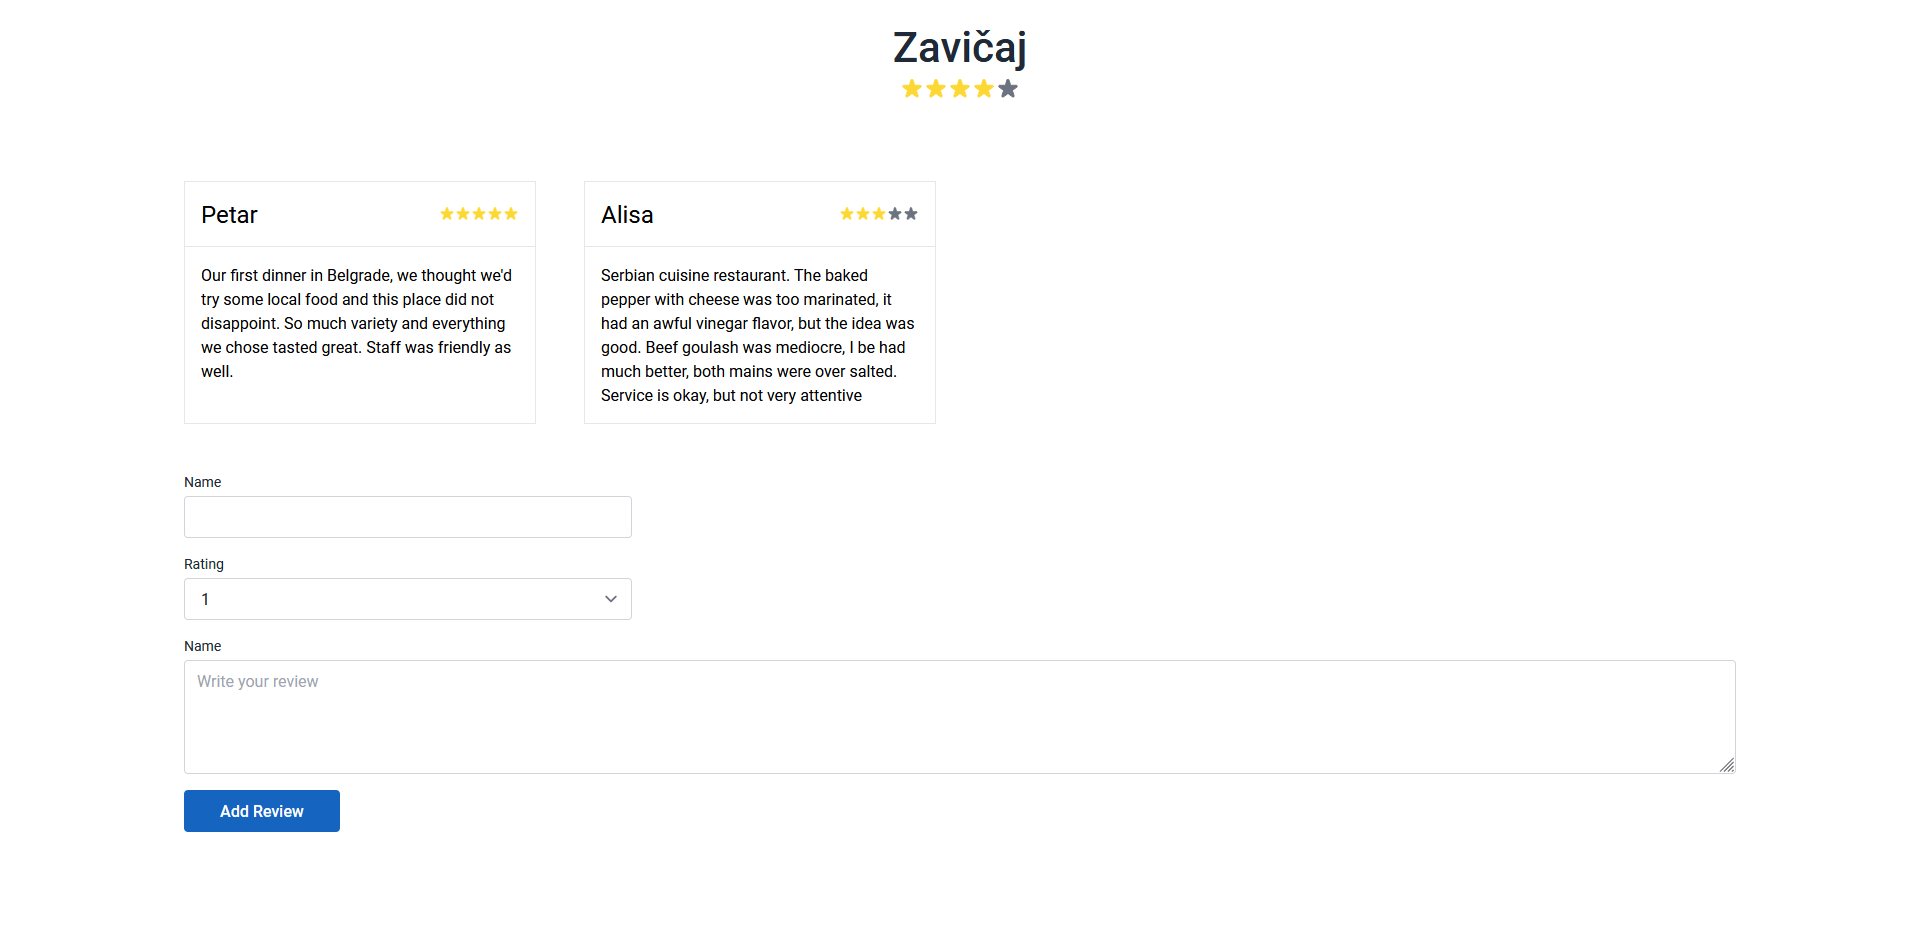 Zavičaj
Petar
Our first dinner in Belgrade, we thought we'd
try some local food and this place did not
disappoint. So much variety and everything
we chose tasted great. Staff was friendly as
well.
Alisa
Serbian cuisine restaurant. The baked
pepper with cheese was too marinated, it
had an awful vinegar flavor, but the idea was
good. Beef goulash was mediocre, I be had
much better, both mains were over salted.
Service is okay, but not very attentive
Name
Rating
1
Name
Write your review
Add Review